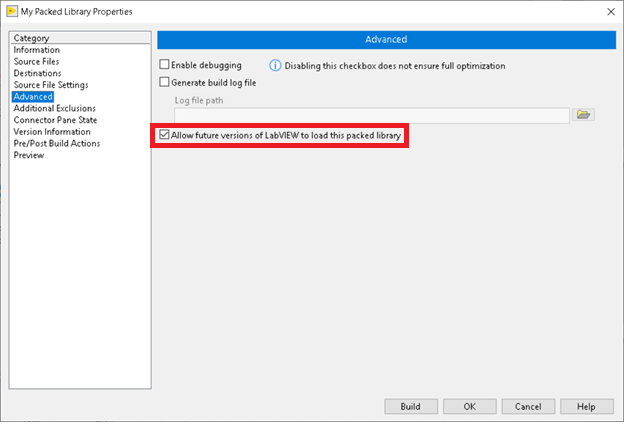 My Packed Library Properties
Category
Information
Source Files
Destinations
Source File Settings
Advanced
Additional Exclusions
Connector Pane State
Version Information
Pre/Post Build Actions
Preview
Advanced
Enable debugging
Disabling this checkbox does not ensure full optimization
Generate build log file
Log file path
Allow future versions of LabVIEW to load this packed library
Build
OK
Cancel
Help